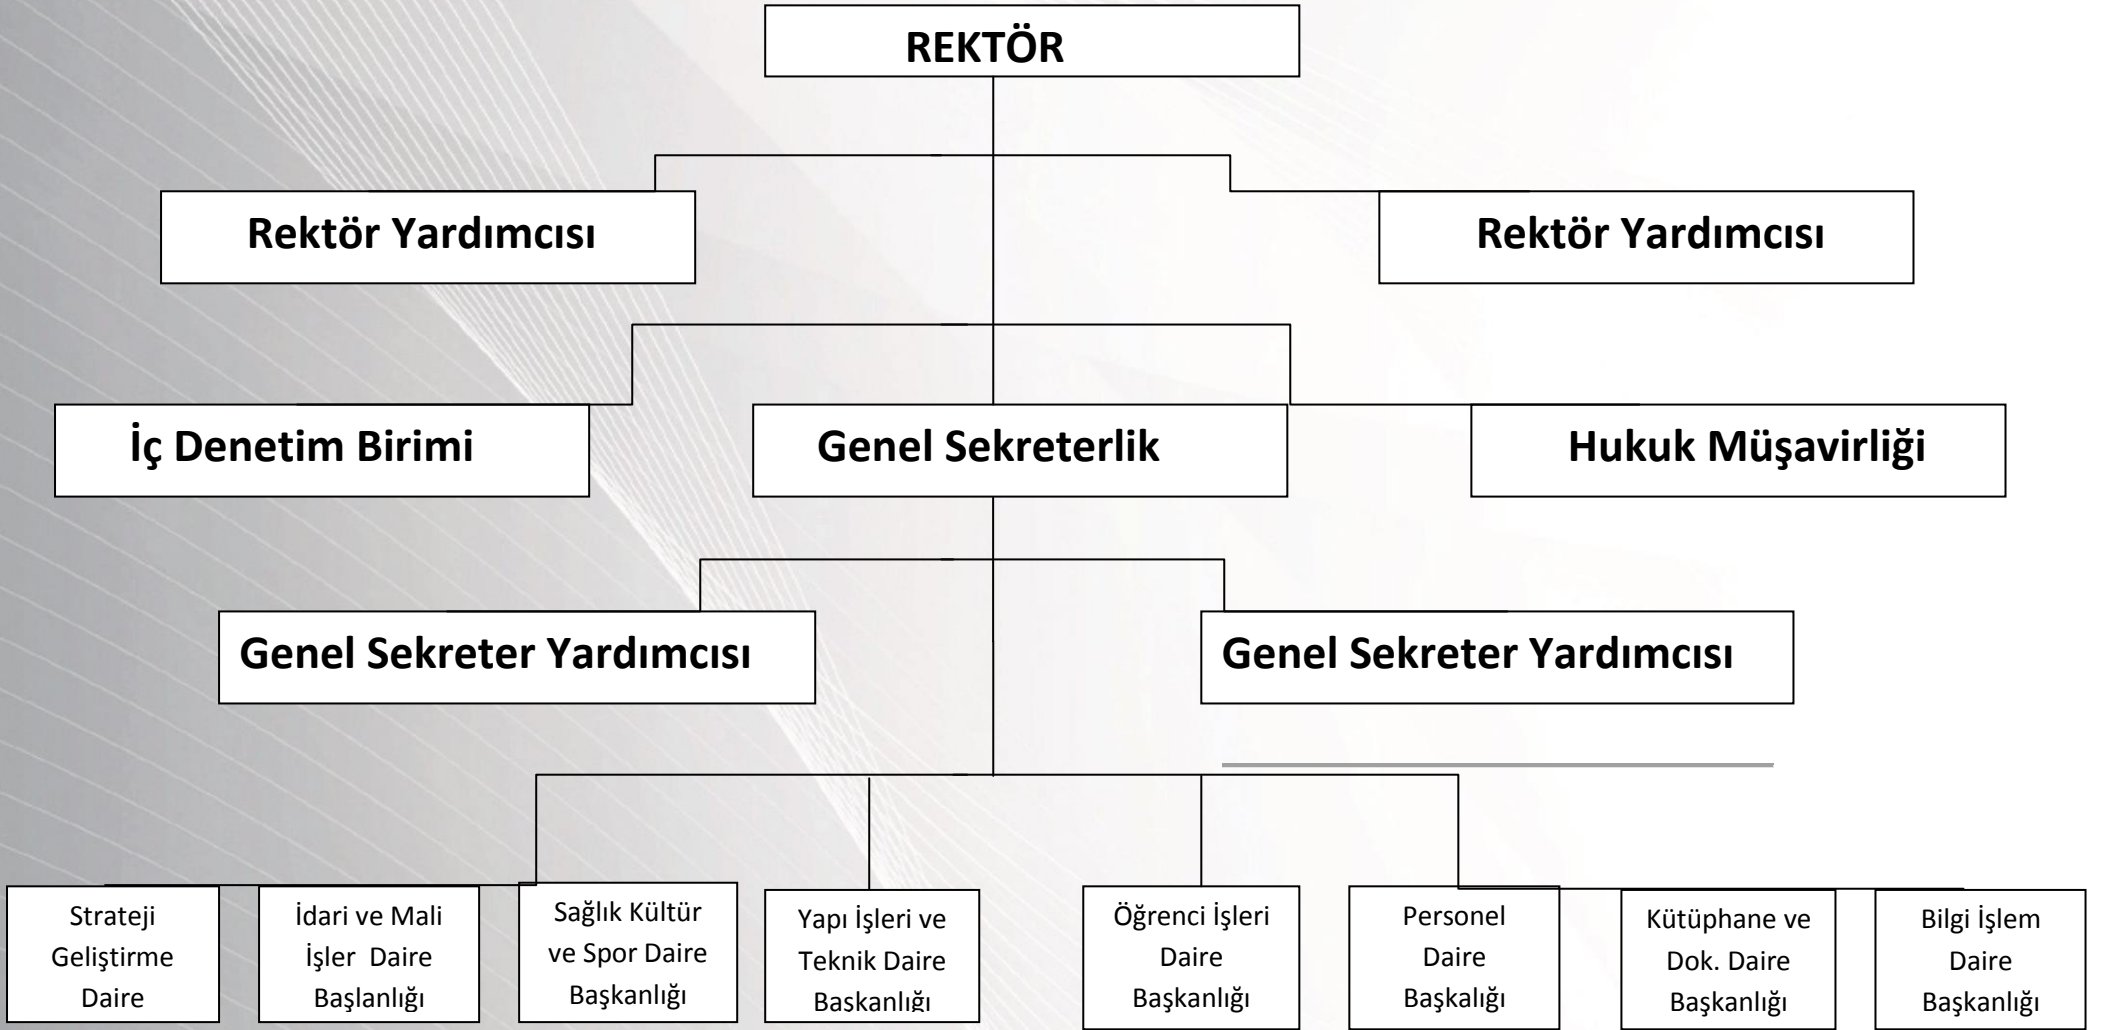 REKTÖR
Rektör Yardımcısı
Rektör Yardımcısı
İç Denetim Birimi
Genel Sekreterlik
Hukuk Müşavirliği
Genel Sekreter Yardımcısı
Genel Sekreter Yardımcısı
Strateji
Geliştirme
Daire
İdari ve Mali
İşler Daire
Başlanlığı
Sağlık Kültür
ve Spor Daire
Başkanlığı
Yapı İşleri ve
Teknik Daire
Başkanlığı
Öğrenci İşleri
Daire
Başkanlığı
Personel
Daire
Başkalığı
Kütüphane ve
Dok. Daire
Başkanlığı
Bilgi İşlem
Daire
Başkanlığı